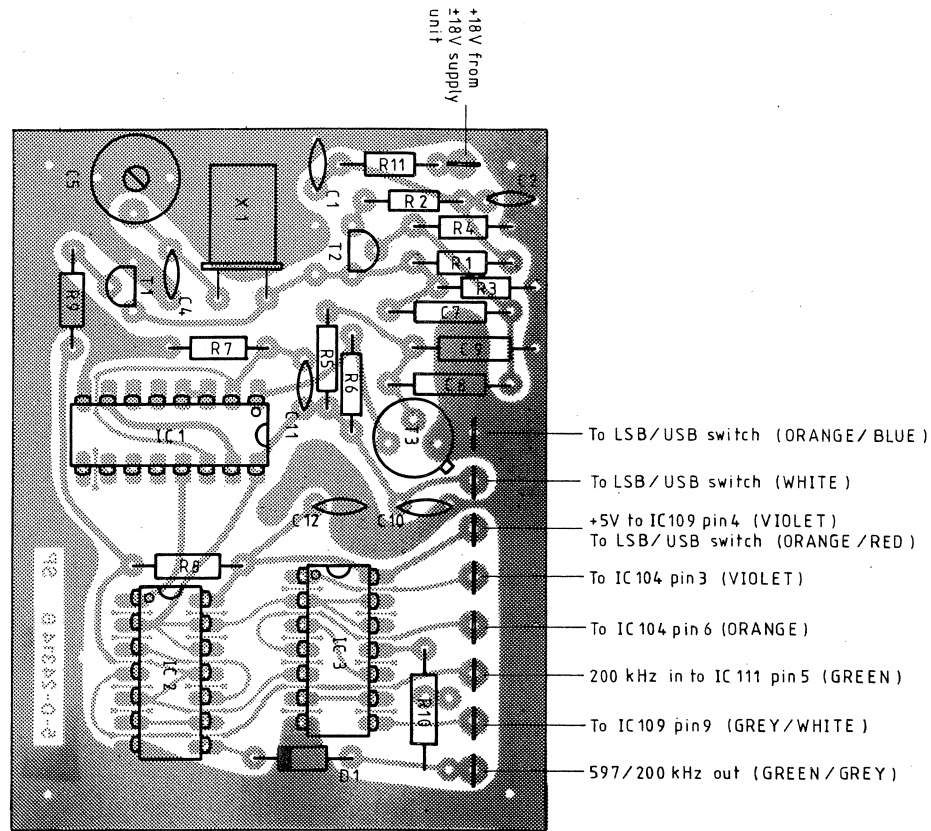 +18V from
±18V supply
unit
C5
X1
C1
R11
C2
R2
R4
T2
R1
R3
R9
T1
C4
C7
R7
R5
C9
R6
C8
C11
IC1
T3
To LSB/USB switch (ORANGE/BLUE)
To LSB/USB switch (WHITE)
C12
C10
+5V to IC109 pin4 (VIOLET)
To LSB/USB switch (ORANGE/RED)
R8
To IC104 pin3 (VIOLET)
IC2
IC3
To IC104 pin6 (ORANGE)
200 kHz in to IC111 pin5 (GREEN)
R10
To IC109 pin9 (GREY/WHITE)
D1
597/200 kHz out (GREEN/GREY)